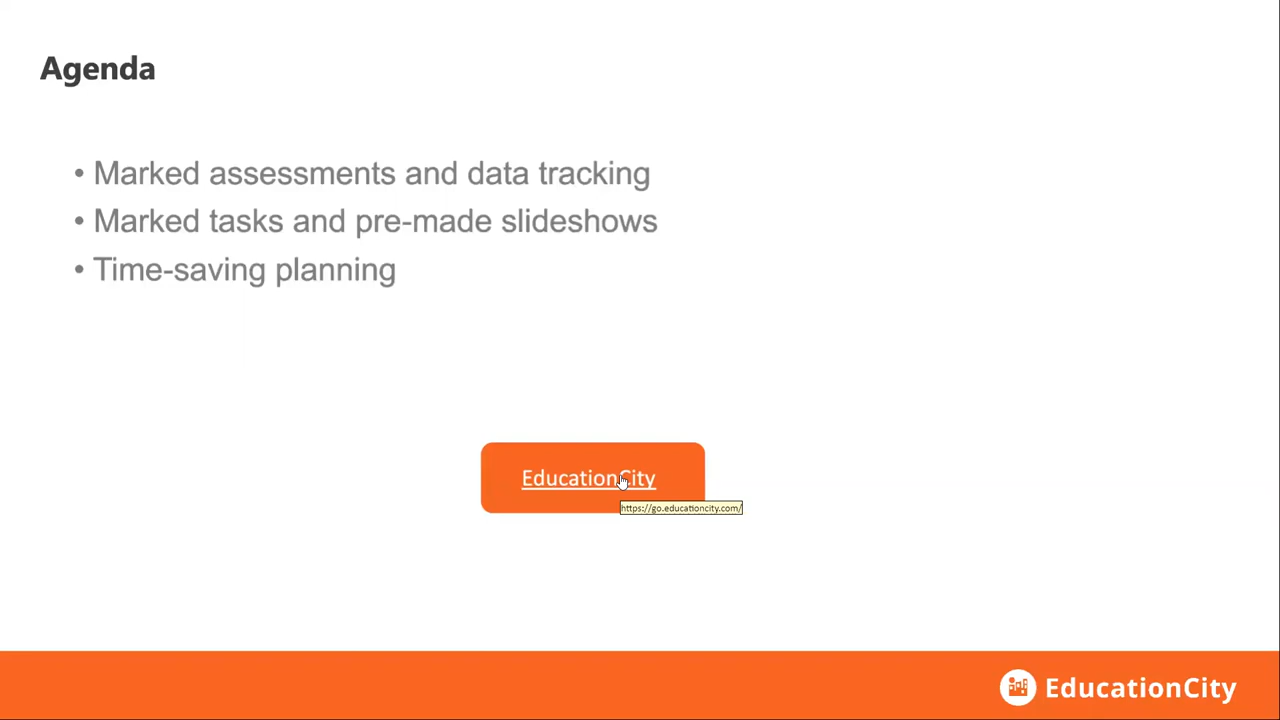 Agenda
• Marked assessments and data tracking
• Marked tasks and pre-made slideshows
• Time-saving planning
EducationCity
https://go.educationcity.com/
EducationCity